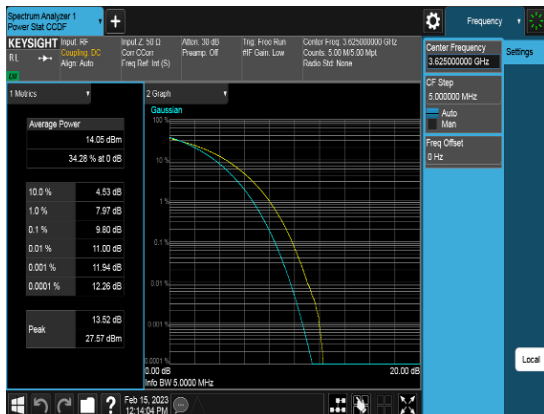 Spectrum Analyzer 1
Power Stat CCDF
Frequency
KEYSIGHT
Input: RF
Coupling: DC
Align: Auto
Input Z: 50 Ω
Corr CCorr
Freq Ref: Int (S)
Atten: 30 dB
Preamp: Off
Trig: Free Run
#IF Gain: Low
Center Freq: 3.625000000 GHz
Counts: 5.00 M/5.00 Mpt
Radio Std: None
RL
Center Frequency
3.625000000 GHz
Settings
CF Step
5.000000 MHz
Auto
Man
Freq Offset
0 Hz
1 Metrics
2 Graph
Gaussian
Average Power
14.05 dBm
34.28 % at 0 dB
10.0 % 4.53 dB
1.0 % 7.97 dB
0.1 % 9.80 dB
0.01 % 11.00 dB
0.001 % 11.94 dB
0.0001 % 12.26 dB
Peak
13.52 dB
27.57 dBm
100 %
10 %
1 %
0.1 %
0.01 %
0.001 %
0.0001 %
0.00 dB
20.00 dB
Info BW 5.0000 MHz
Local
Feb 15, 2023
12:14:04 PM